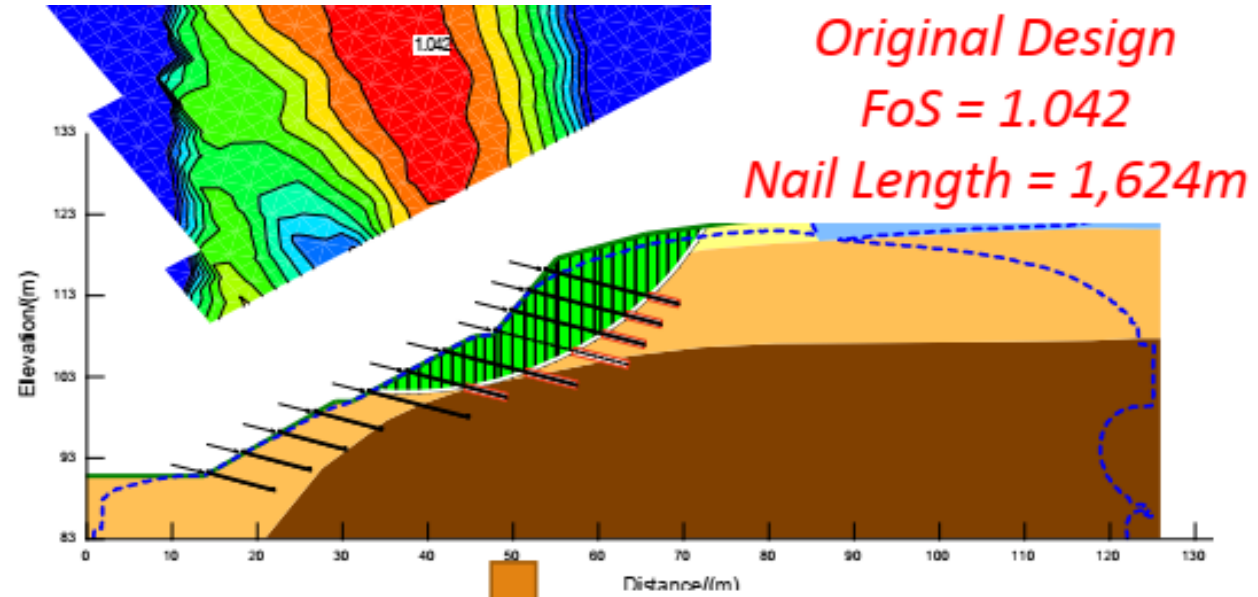 1.042
Original Design
FoS = 1.042
Nail Length = 1,624m
133
123
113
103
93
83
Elevation/(m)
0 10 20 30 40 50 60 70 80 90 100 110 120 130
Distance/(m)